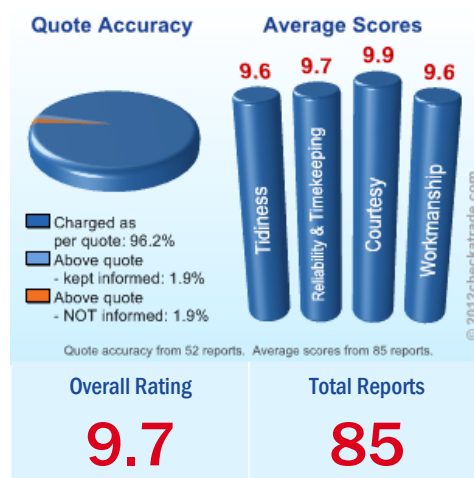 Quote Accuracy
Average Scores
9.6 9.7 9.9 9.6
Tidiness
Reliability & Timekeeping
Courtesy
Workmanship
Charged as
per quote: 96.2%
Above quote
- kept informed: 1.9%
Above quote
- NOT informed: 1.9%
© 2012checkatrade.com
Quote accuracy from 52 reports. Average scores from 85 reports.
Overall Rating
Total Reports
9.7
85